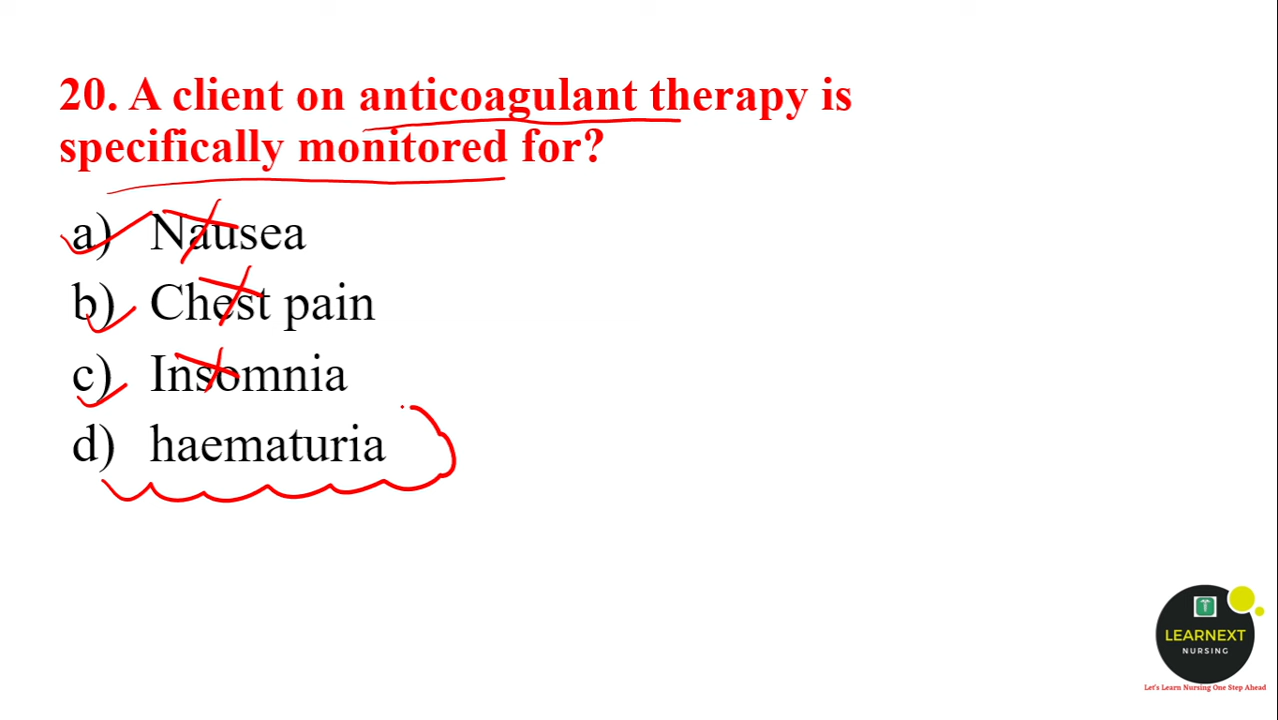 20. A client on anticoagulant therapy is
specifically monitored for?
a) Nausea
b) Chest pain
c) Insomnia
d) haematuria
LEARNEXT
NURSING
Let's Learn Nursing One Step Ahead